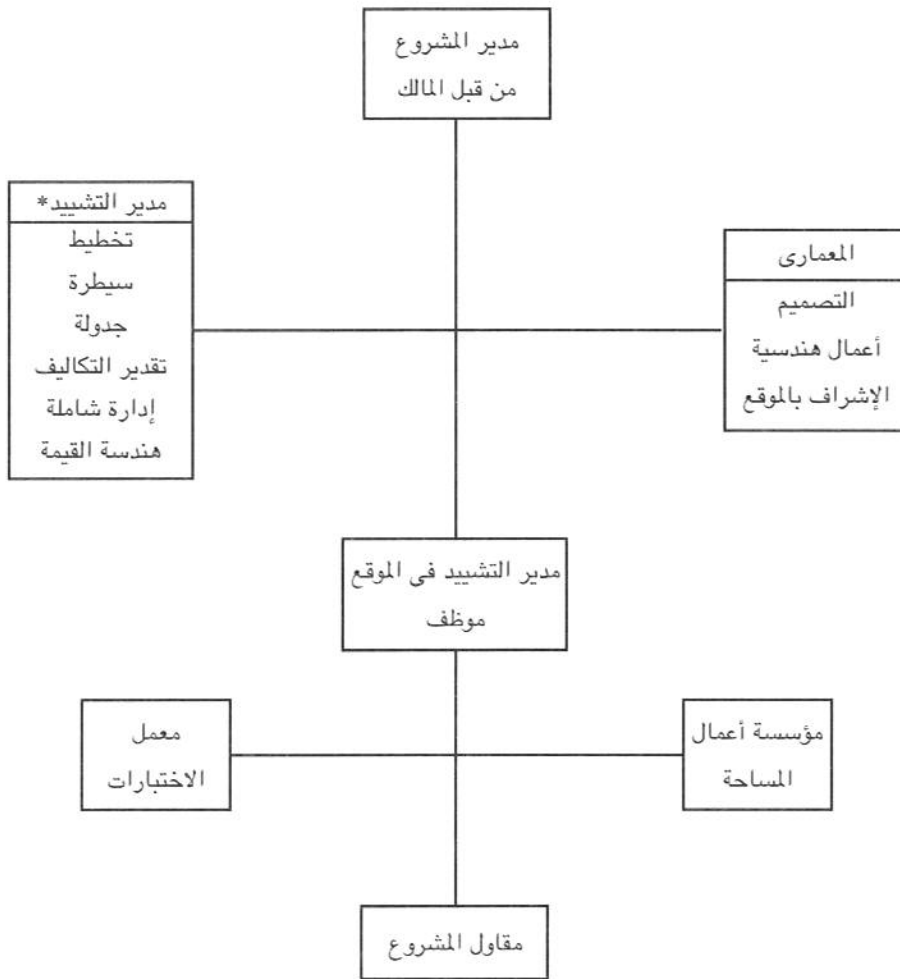 مدير المشروع
من قبل المالك
مدير التشييد*
تخطيط
سيطرة
جدولة
تقدير التكاليف
إدارة شاملة
هندسة القيمة
المعمارى
التصميم
أعمال هندسية
الإشراف بالموقع
مدير التشييد فى الموقع
موظف
معمل
الاختبارات
مؤسسة أعمال
المساحة
مقاول المشروع